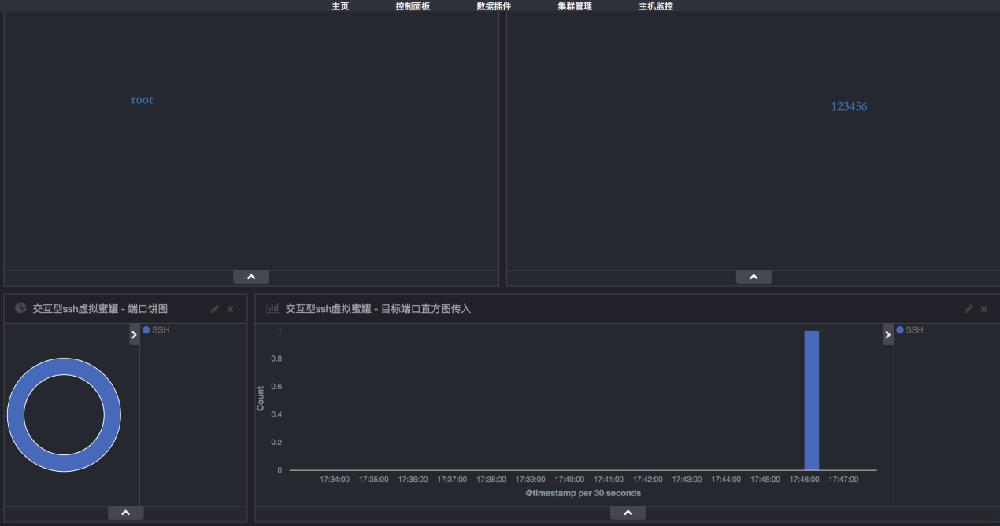 主页 控制面板 数据插件 集群管理 主机监控
root
123456
交互型ssh虚拟蜜罐 - 端口饼图
SSH
交互型ssh虚拟蜜罐 - 目标端口直方图传入
SSH
Count
1
0.8
0.6
0.4
0.2
0
17:34:00 17:35:00 17:36:00 17:37:00 17:38:00 17:39:00 17:40:00 17:41:00 17:42:00 17:43:00 17:44:00 17:45:00 17:46:00 17:47:00
@timestamp per 30 seconds